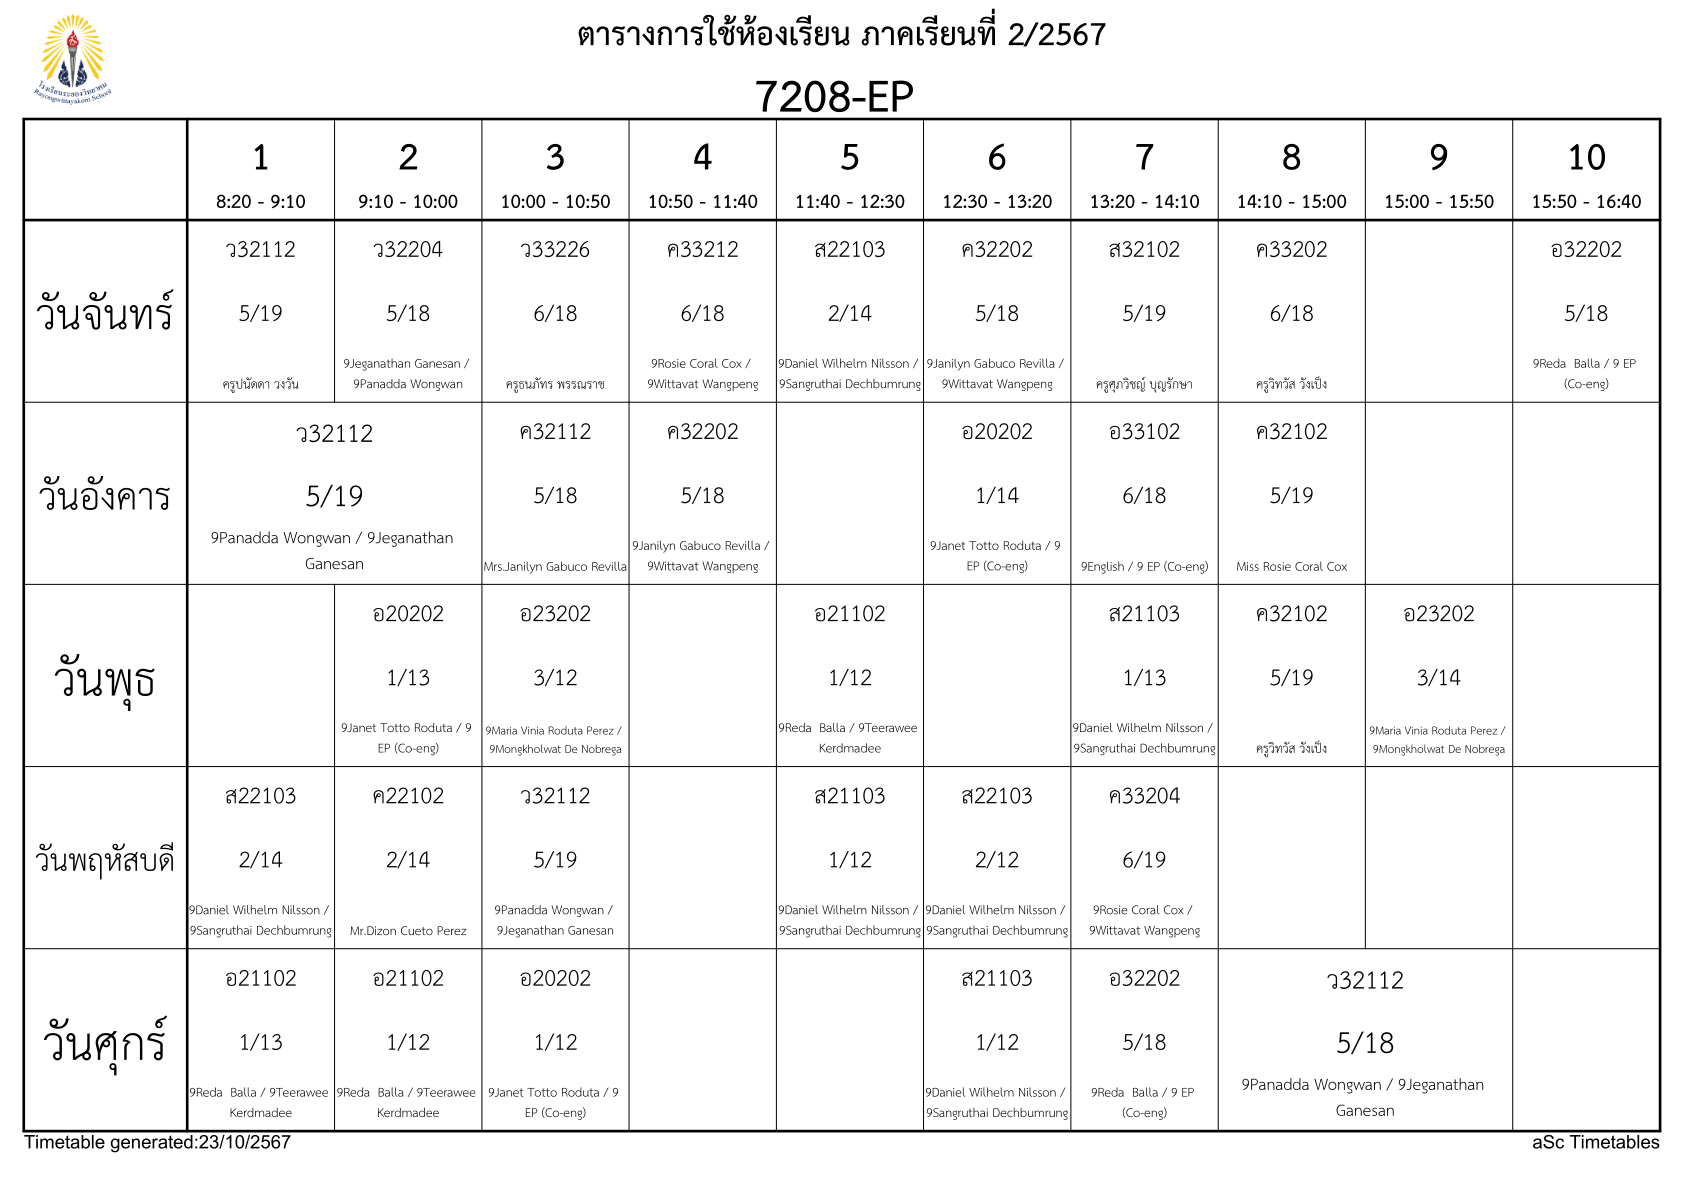 ตารางการใช้ห้องเรียน ภาคเรียนที่ 2/2567
7208-EP
โรงเรียนระยองวิทยาคม
Rayongwittayakom School
1 2 3 4 5 6 7 8 9 10
8:20 - 9:10 9:10 - 10:00 10:00 - 10:50 10:50 - 11:40 11:40 - 12:30 12:30 - 13:20 13:20 - 14:10 14:10 - 15:00 15:00 - 15:50 15:50 - 16:40
วันจันทร์
ว32112
5/19
ครูปนัดดา วงวัน
ว32204
5/18
9Jeganathan Ganesan /
9Panadda Wongwan
ว33226
6/18
ครูธนภัทร พรรณราช
ค33212
6/18
9Rosie Coral Cox /
9Wittavat Wangpeng
ส22103
2/14
9Daniel Wilhelm Nilsson /
9Sangruthai Dechbumrung
ค32202
5/18
9Janilyn Gabuco Revilla /
9Wittavat Wangpeng
ส32102
5/19
ครูศุภวิชญ์ บุญรักษา
ค33202
6/18
ครูวิทวัส วังเป็ง
อ32202
5/18
9Reda Balla / 9 EP
(Co-eng)
วันอังคาร
ว32112
5/19
9Panadda Wongwan / 9Jeganathan
Ganesan
ค32112
5/18
Mrs.Janilyn Gabuco Revilla
ค32202
5/18
9Janilyn Gabuco Revilla /
9Wittavat Wangpeng
อ20202
1/14
9Janet Totto Roduta / 9
EP (Co-eng)
อ33102
6/18
9English / 9 EP (Co-eng)
ค32102
5/19
Miss Rosie Coral Cox
วันพุธ
อ20202
1/13
9Janet Totto Roduta / 9
EP (Co-eng)
อ23202
3/12
9Maria Vinia Roduta Perez /
9Mongkholwat De Nobrega
อ21102
1/12
9Reda Balla / 9Teerawee
Kerdmadee
ส21103
1/13
9Daniel Wilhelm Nilsson /
9Sangruthai Dechbumrung
ค32102
5/19
ครูวิทวัส วังเป็ง
อ23202
3/14
9Maria Vinia Roduta Perez /
9Mongkholwat De Nobrega
วันพฤหัสบดี
ส22103
2/14
9Daniel Wilhelm Nilsson /
9Sangruthai Dechbumrung
ค22102
2/14
Mr.Dizon Cueto Perez
ว32112
5/19
9Panadda Wongwan /
9Jeganathan Ganesan
ส21103
1/12
9Daniel Wilhelm Nilsson /
9Sangruthai Dechbumrung
ส22103
2/12
9Daniel Wilhelm Nilsson /
9Sangruthai Dechbumrung
ค33204
6/19
9Rosie Coral Cox /
9Wittavat Wangpeng
วันศุกร์
อ21102
1/13
9Reda Balla / 9Teerawee
Kerdmadee
อ21102
1/12
9Reda Balla / 9Teerawee
Kerdmadee
อ20202
1/12
9Janet Totto Roduta / 9
EP (Co-eng)
ส21103
1/12
9Daniel Wilhelm Nilsson /
9Sangruthai Dechbumrung
อ32202
5/18
9Reda Balla / 9 EP
(Co-eng)
ว32112
5/18
9Panadda Wongwan / 9Jeganathan
Ganesan
Timetable generated:23/10/2567
aSc Timetables